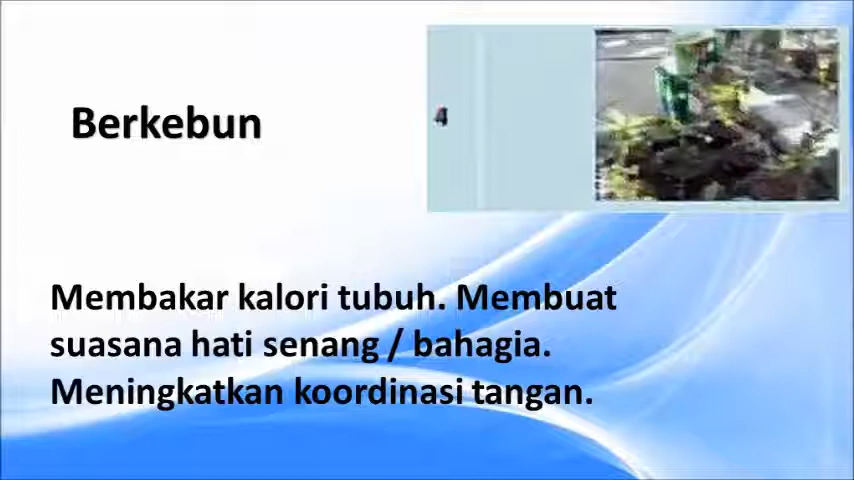 Berkebun
4
Membakar kalori tubuh. Membuat
suasana hati senang / bahagia.
Meningkatkan koordinasi tangan.